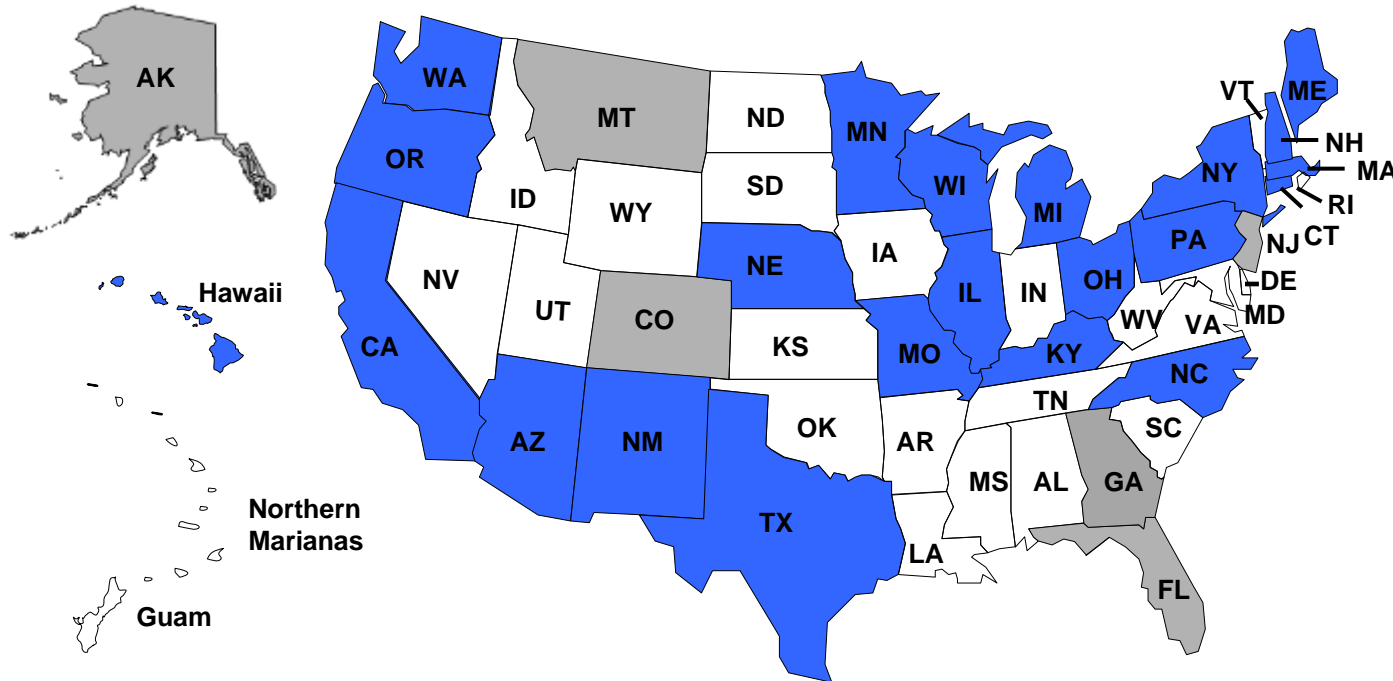 AK
WA
MT
ND
MN
VT
ME
OR
ID
SD
WI
MI
NY
NH
MA
RI
CT
WY
IA
PA
NJ
NE
NV
UT
CO
IL
IN
OH
DE
MD
WV
VA
Hawaii
CA
KS
MO
KY
NC
TN
AZ
NM
OK
AR
SC
MS
AL
GA
TX
LA
FL
Northern
Marianas
Guam